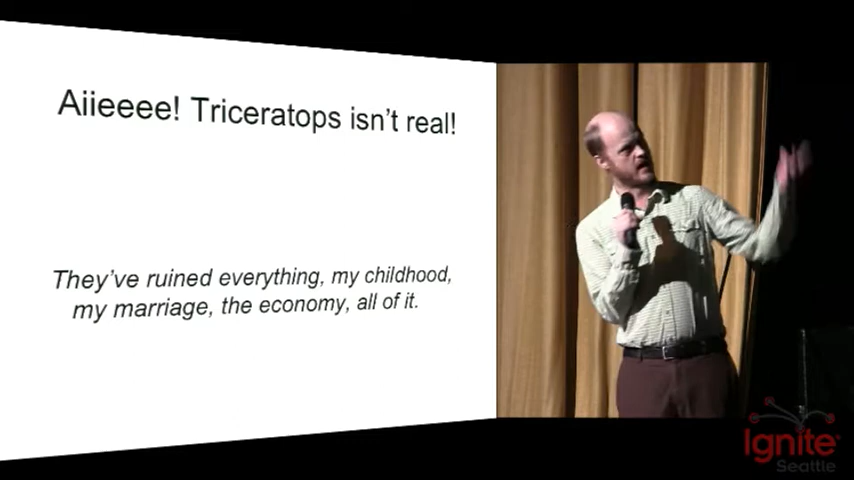 Aiieeee! Triceratops isn't real!
They've ruined everything, my childhood,
my marriage, the economy, all of it.
Ignite
Seattle